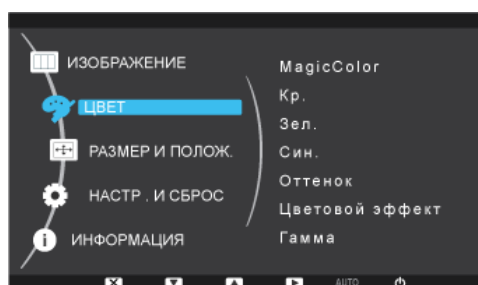 ИЗОБРАЖЕНИЕ
ЦВЕТ
РАЗМЕР И ПОЛОЖ.
НАСТР . И СБРОС
ИНФОРМАЦИЯ
MagicColor
Кр.
Зел.
Син.
Оттенок
Цветовой эффект
Гамма
AUTO